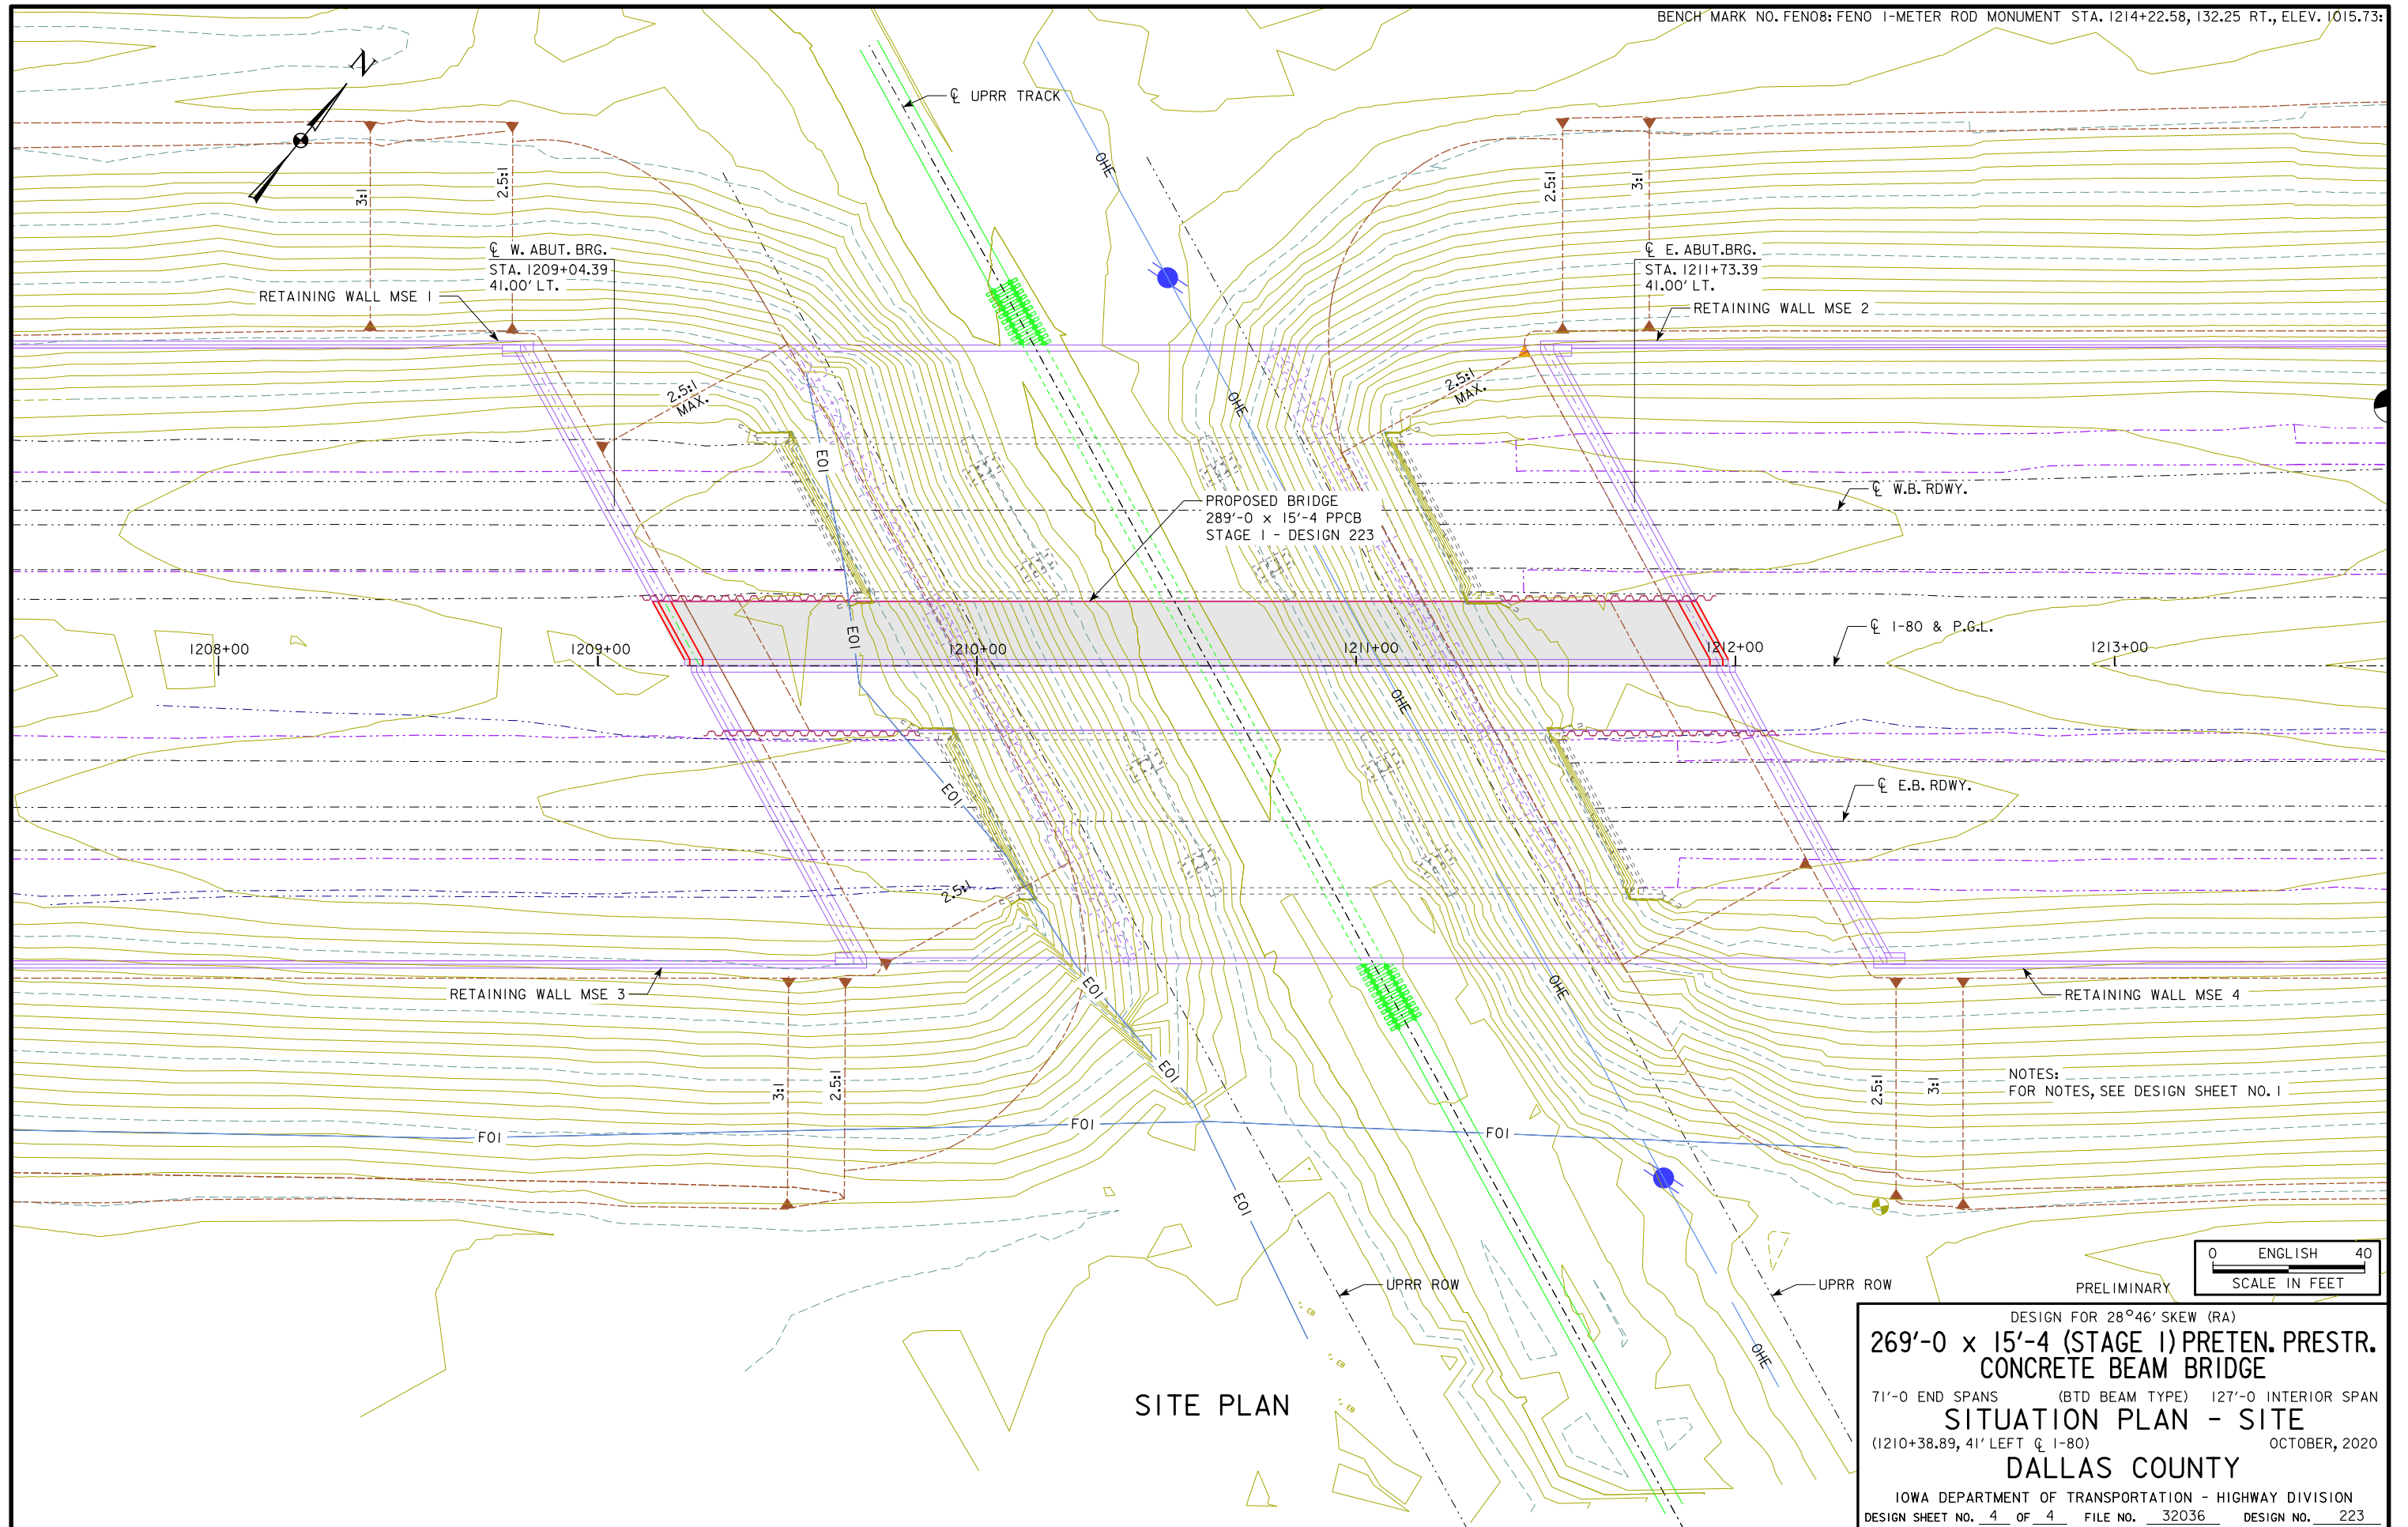 BENCH MARK NO. FEN08: FENO 1-METER ROD MONUMENT STA. 1214+22.58, 132.25 RT., ELEV. 1015.73:
N
℄ UPRR TRACK
OHE
3:1
2.5:1
2.5:1
3:1
℄ W. ABUT. BRG.
STA. 1209+04.39
41.00' LT.
RETAINING WALL MSE 1
℄ E. ABUT. BRG.
STA. 1211+73.39
41.00' LT.
RETAINING WALL MSE 2
2.5:1
MAX.
OHE
2.5:1
MAX.
EO1
℄ W.B. RDWY.
PROPOSED BRIDGE
289'-0 x 15'-4 PPCB
STAGE 1 - DESIGN 223
EO1
℄ I-80 & P.G.L.
1208+00
1209+00
1210+00
1211+00
1212+00
1213+00
OHE
EO1
℄ E.B. RDWY.
2.5:1
RETAINING WALL MSE 3
EO1
OHE
RETAINING WALL MSE 4
EO1
3:1
2.5:1
2.5:1
3:1
NOTES:
FOR NOTES, SEE DESIGN SHEET NO. 1
FO1
FO1
FO1
EO1
UPRR ROW
UPRR ROW
OHE
0 ENGLISH 40
SCALE IN FEET
PRELIMINARY
SITE PLAN
DESIGN FOR 28°46' SKEW (RA)
269'-0 x 15'-4 (STAGE 1) PRETEN. PRESTR.
CONCRETE BEAM BRIDGE
71'-0 END SPANS (BTD BEAM TYPE) 127'-0 INTERIOR SPAN
SITUATION PLAN - SITE
(1210+38.89, 41' LEFT ℄ I-80) OCTOBER, 2020
DALLAS COUNTY
IOWA DEPARTMENT OF TRANSPORTATION - HIGHWAY DIVISION
DESIGN SHEET NO. 4 OF 4 FILE NO. 32036 DESIGN NO. 223